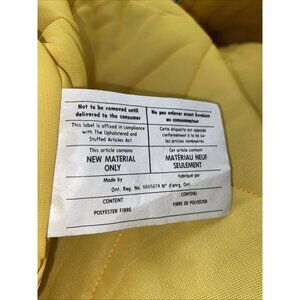 Not to be removed until
delivered to the consumer
This label is affixed in compliance
with The Upholstered and
Stuffed Articles Act
This article contains
NEW MATERIAL
ONLY
Made by
Ne pas enlever avant livraison
au consommateur
Cette étiquette est apposée
conformément à la loi sur
les articles rembourrés
Cet article contient
MATÉRIAU NEUF
SEULEMENT
Fabriqué par
Ont. Reg. No. 6645674 N° d'enrg. Ont.
CONTENT
POLYESTER FIBRE
CONTENU
FIBRE DE POLYESTER